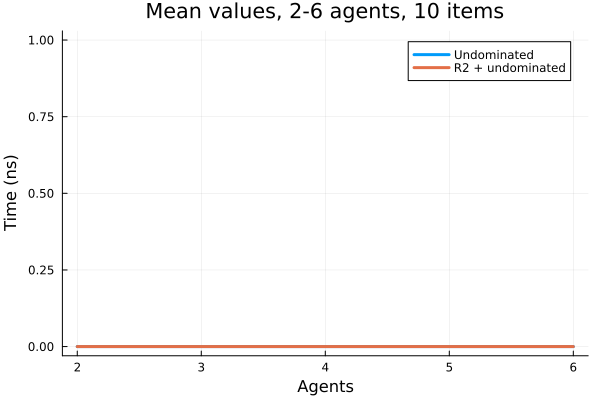 Mean values, 2-6 agents, 10 items
1.00
0.75
0.50
0.25
0.00
Time (ns)
Undominated
R2 + undominated
2 3 4 5 6
Agents